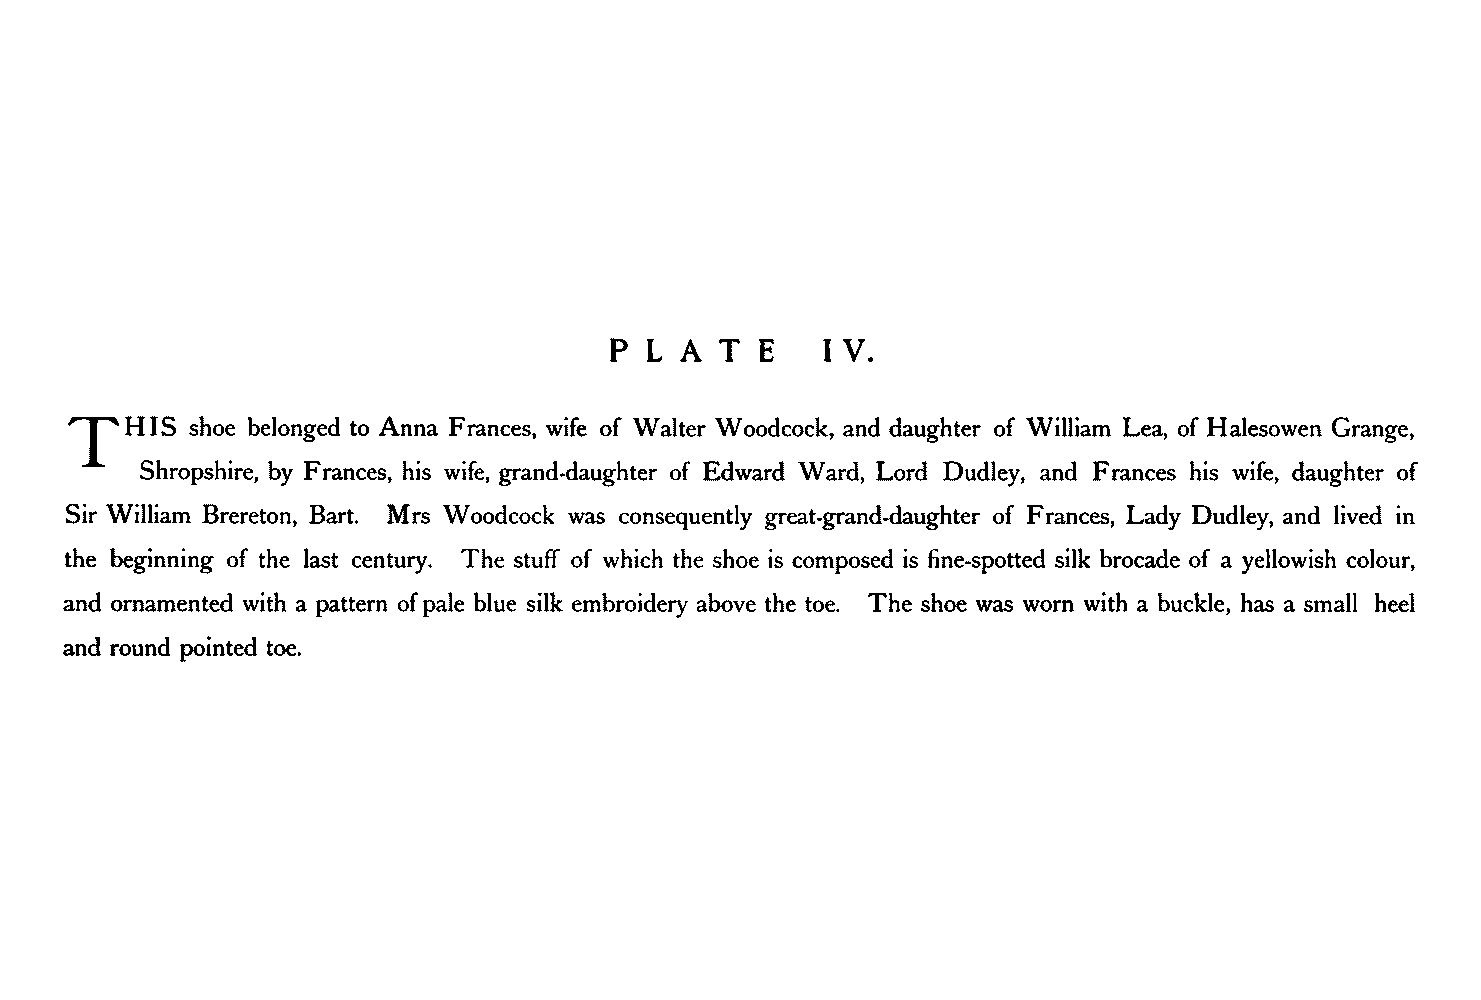 PLATE IV.
THIS shoe belonged to Anna Frances, wife of Walter Woodcock, and daughter of William Lea, of Halesowen Grange,
Shropshire, by Frances, his wife, grand-daughter of Edward Ward, Lord Dudley, and Frances his wife, daughter of
Sir William Brereton, Bart. Mrs Woodcock was consequently great-grand-daughter of Frances, Lady Dudley, and lived in
the beginning of the last century. The stuff of which the shoe is composed is fine-spotted silk brocade of a yellowish colour,
and ornamented with a pattern of pale blue silk embroidery above the toe. The shoe was worn with a buckle, has a small heel
and round pointed toe.